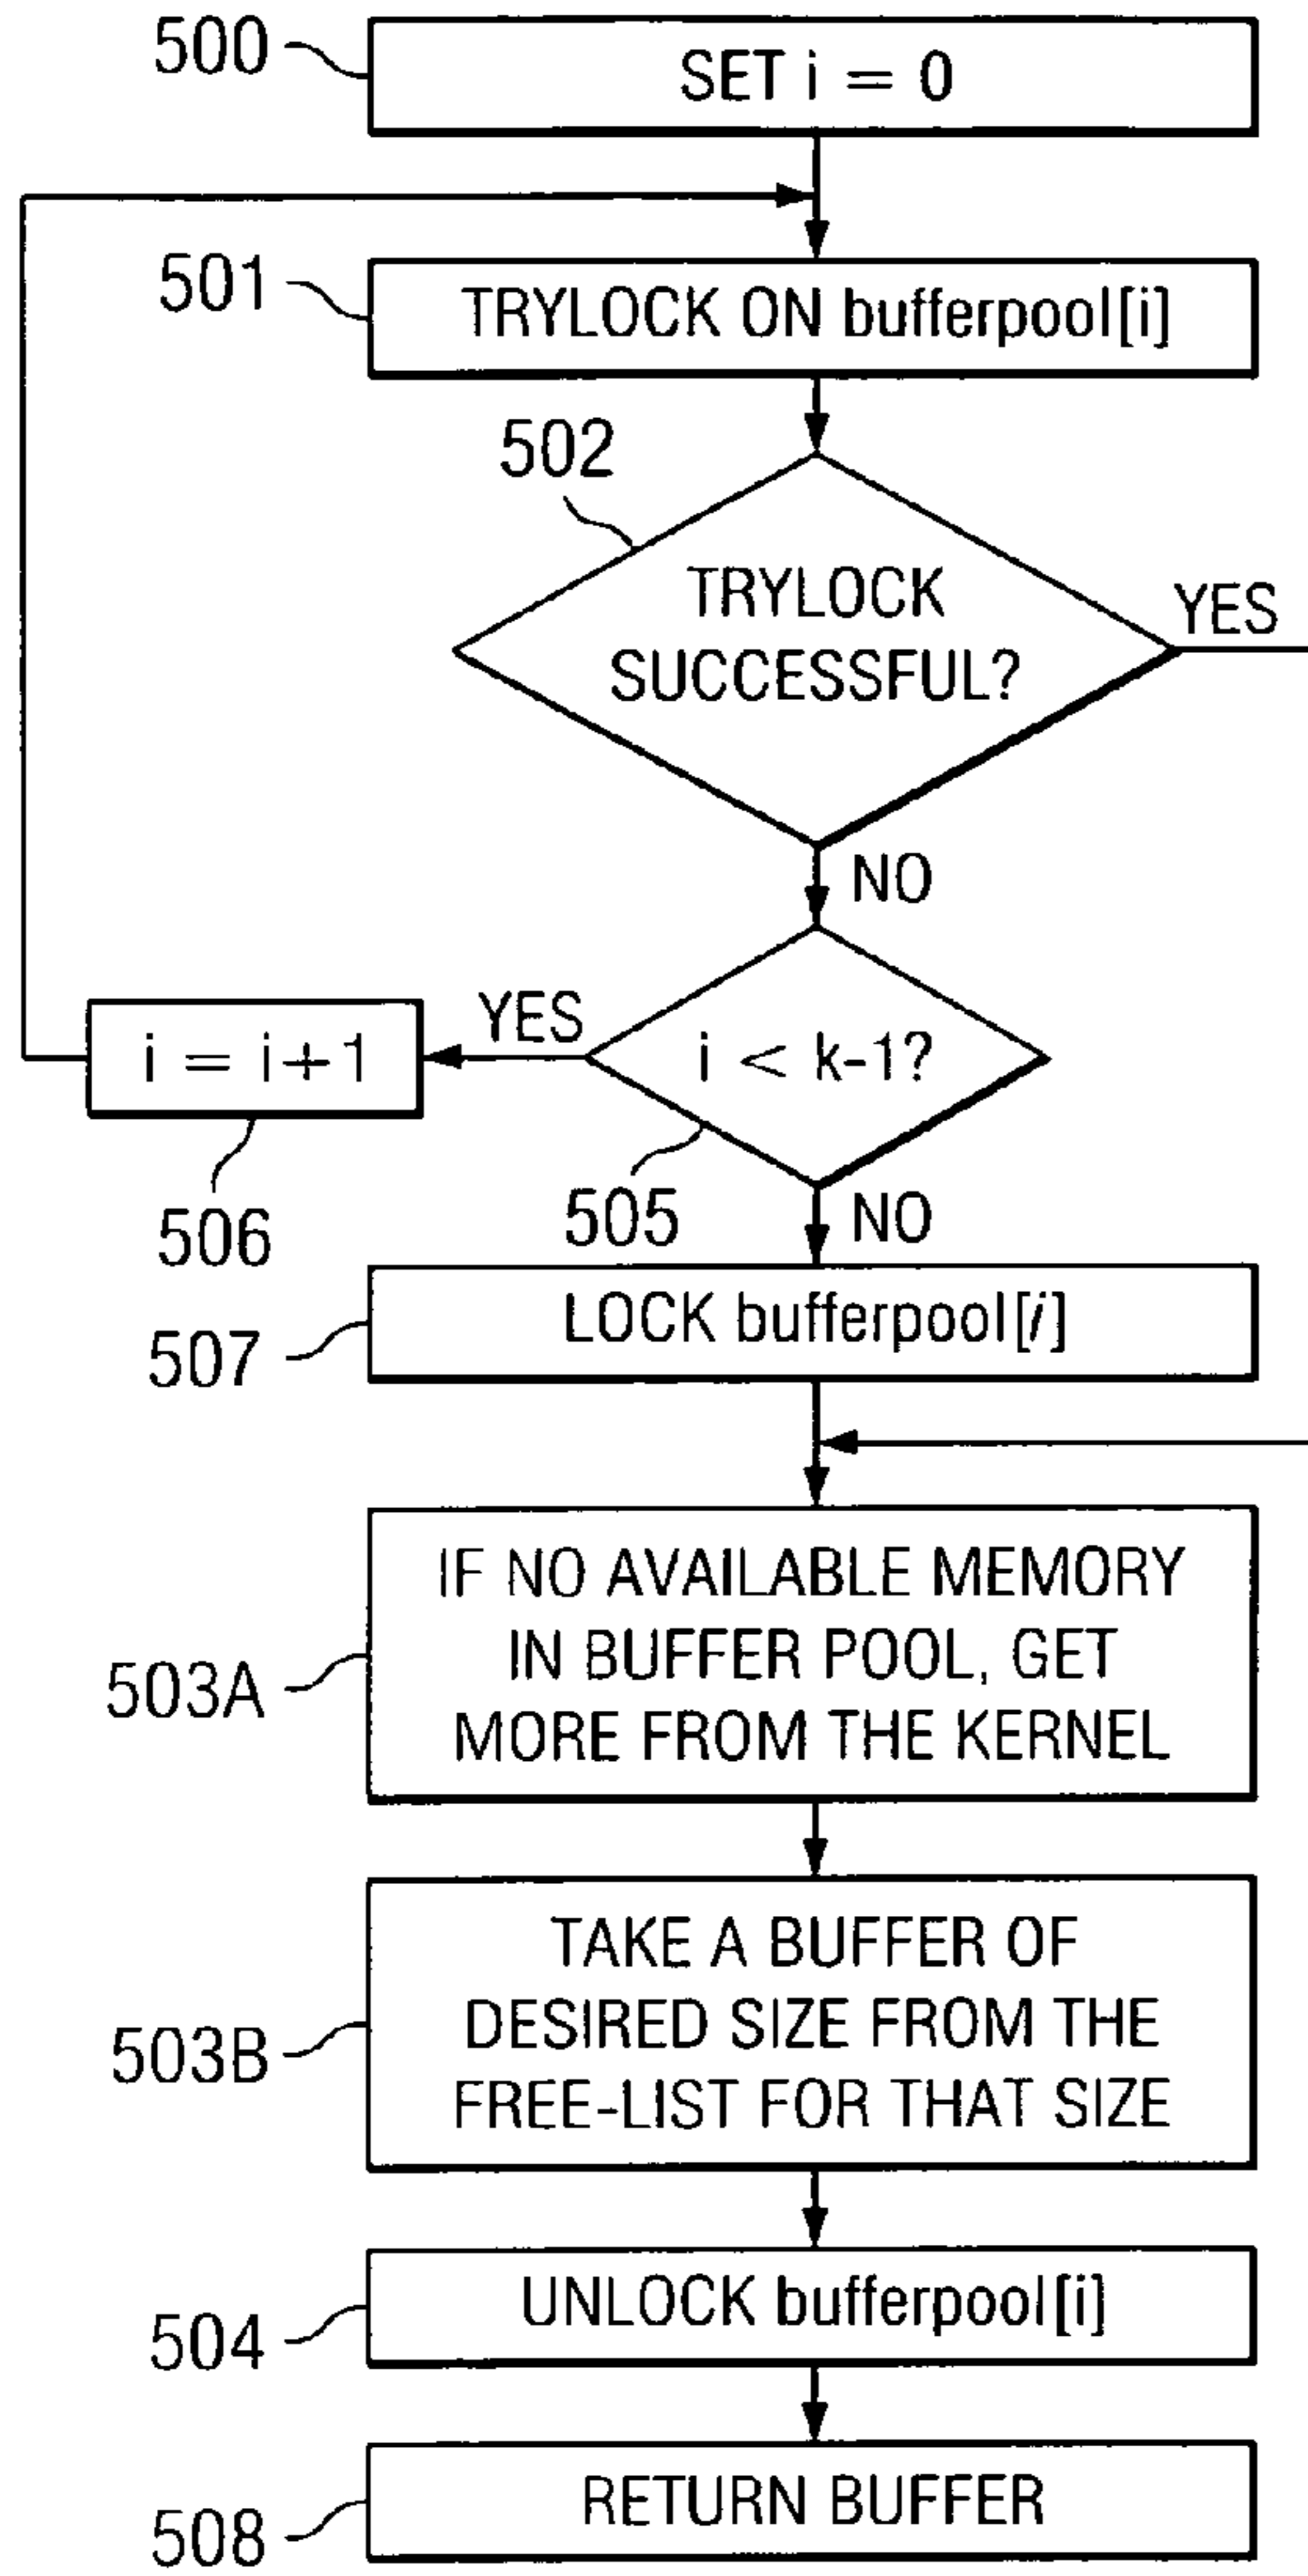 500
SET i = 0
501
TRYLOCK ON bufferpool[i]
502
TRYLOCK
SUCCESSFUL?
YES
NO
i = i+1
YES
i < k-1?
506
505
NO
LOCK bufferpool[i]
507
IF NO AVAILABLE MEMORY
IN BUFFER POOL, GET
MORE FROM THE KERNEL
503A
TAKE A BUFFER OF
DESIRED SIZE FROM THE
FREE-LIST FOR THAT SIZE
503B
UNLOCK bufferpool[i]
504
RETURN BUFFER
508